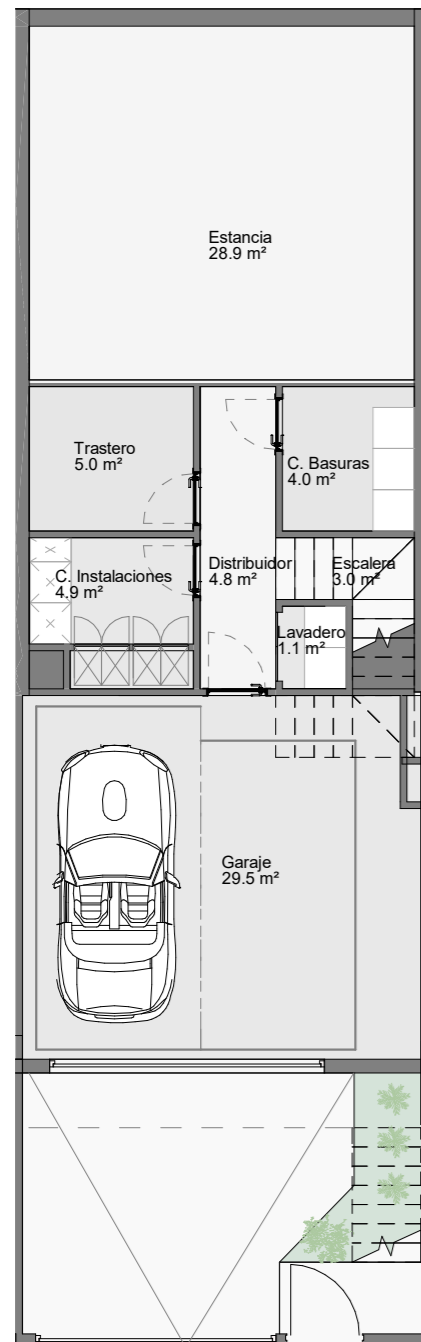 Estancia
28.9 m²
Trastero
5.0 m²
C. Basuras
4.0 m²
C. Instalaciones
4.9 m²
Distribuidor
4.8 m²
Escalera
3.0 m²
Lavadero
1.1 m²
Garaje
29.5 m²